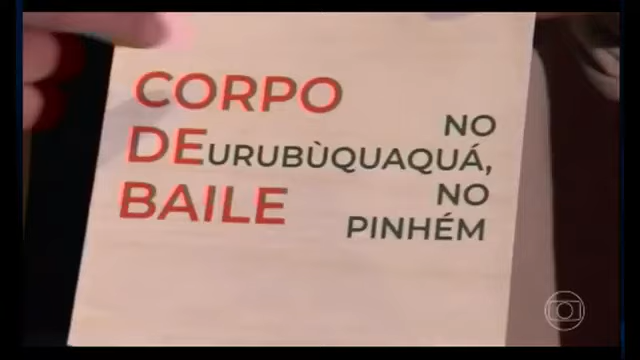 CORPO
DE
BAILE
NO
URUBÙQUAQUÁ,
NO
PINHÉM